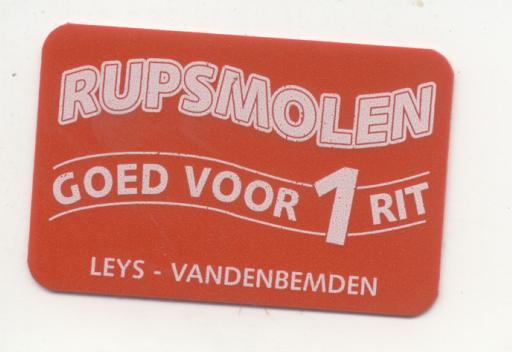 RUPSMOLEN
GOED VOOR 1 RIT
LEYS - VANDENBEMDEN